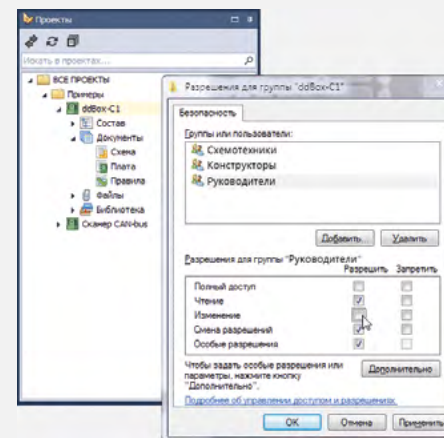 Проекты
Искать в проектах...
ВСЕ ПРОЕКТЫ
Примеры
ddBox-C1
Состав
Документы
Схема
Плата
Правила
Файлы
Библиотека
Сканер CAN-bus
Разрешения для группы "ddBox-C1"
Безопасность
Группы или пользователи:
Схемотехники
Конструкторы
Руководители
Добавить... Удалить
Разрешения для группы "Руководители"
Разрешить Запретить
Полный доступ
Чтение
Изменение
Смена разрешений
Особые разрешения
Чтобы задать особые разрешения или
параметры, нажмите кнопку
"Дополнительно".
Дополнительно
Подробнее об управлении доступом и разрешениях
OK Отмена Применить